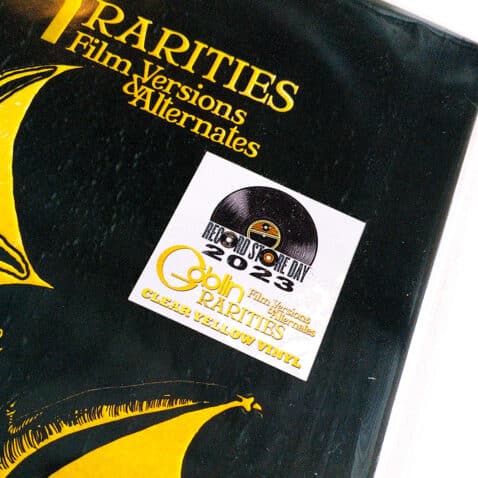 RARITIES
Film Versions
& Alternates
RECORD STORE DAY
2023
Goblin
RARITIES
Film Versions
& Alternates
CLEAR YELLOW VINYL